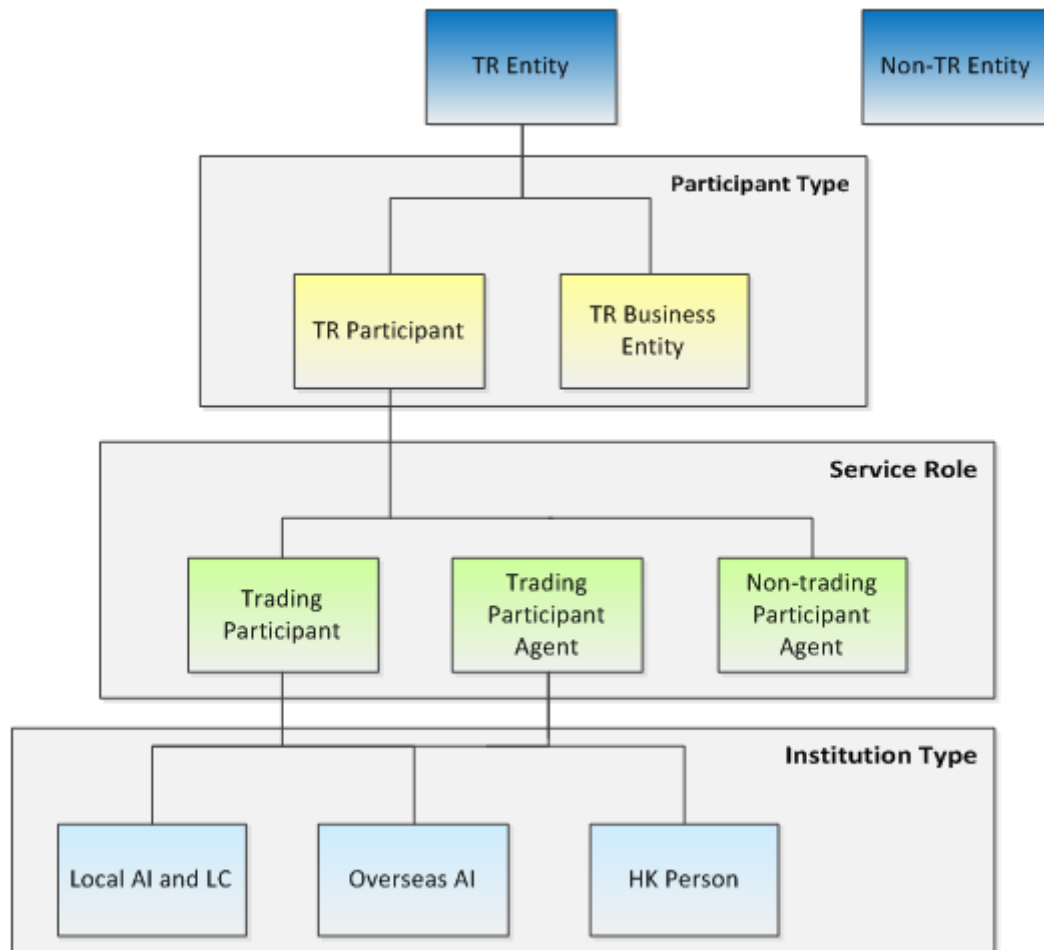 TR Entity
Non-TR Entity
Participant Type
TR Participant
TR Business
Entity
Service Role
Trading
Participant
Trading
Participant
Agent
Non-trading
Participant
Agent
Institution Type
Local AI and LC
Overseas AI
HK Person